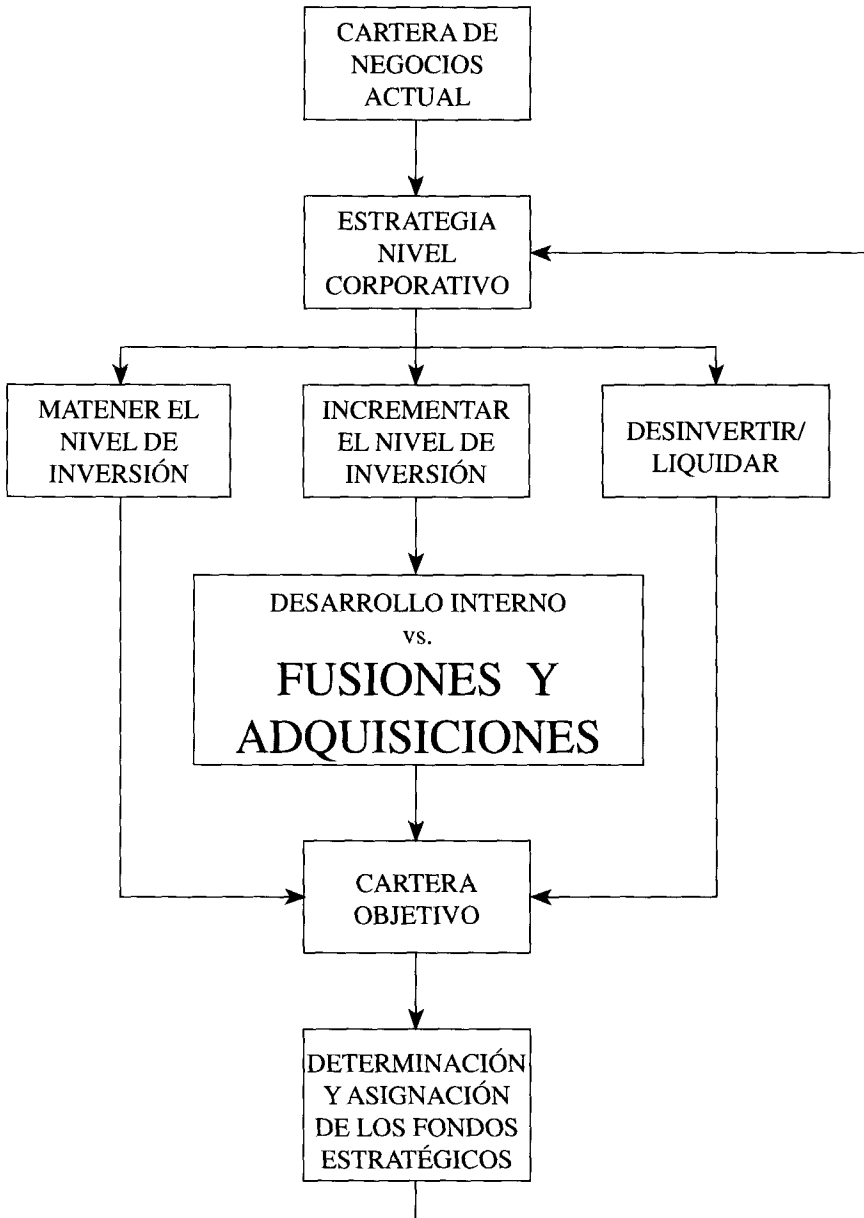 CARTERA DE
NEGOCIOS
ACTUAL
ESTRATEGIA
NIVEL
CORPORATIVO
MATENER EL
NIVEL DE
INVERSIÓN
INCREMENTAR
EL NIVEL DE
INVERSIÓN
DESINVERTIR/
LIQUIDAR
DESARROLLO INTERNO
vs.
FUSIONES Y
ADQUISICIONES
CARTERA
OBJETIVO
DETERMINACIÓN
Y ASIGNACIÓN
DE LOS FONDOS
ESTRATÉGICOS